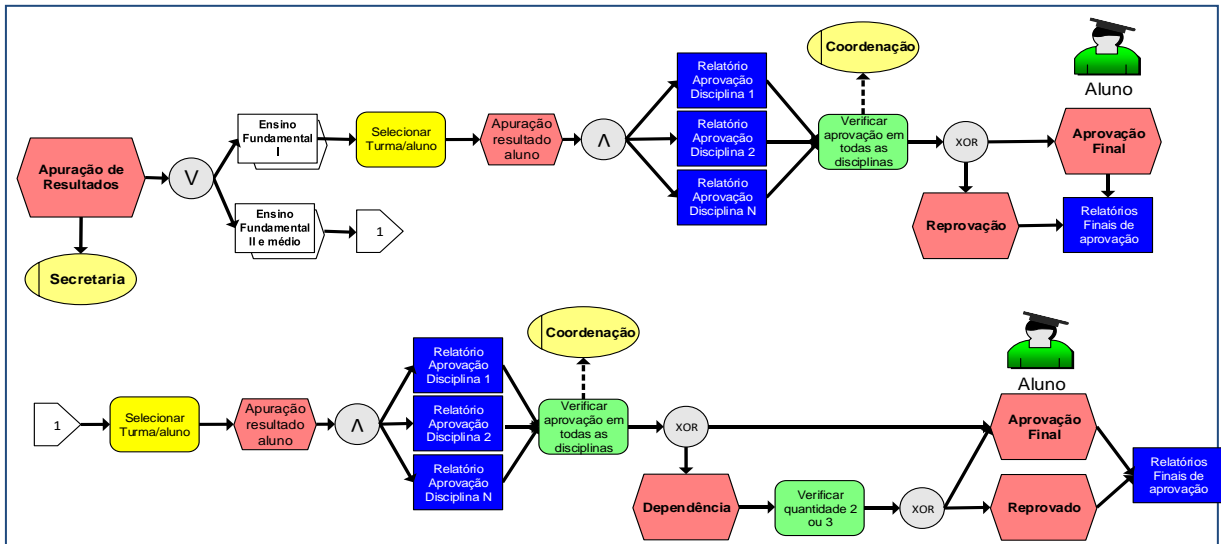 Coordenação
Aluno
Relatório
Aprovação
Disciplina 1
Ensino
Fundamental
I
Selecionar
Turma/aluno
Apuração
resultado
aluno
Λ
Relatório
Aprovação
Disciplina 2
Verificar
aprovação em
todas as
disciplinas
XOR
Aprovação
Final
Apuração de
Resultados
V
Relatório
Aprovação
Disciplina N
Ensino
Fundamental
II e médio
1
Reprovação
Relatórios
Finais de
aprovação
Secretaria
Coordenação
Aluno
Relatório
Aprovação
Disciplina 1
1
Selecionar
Turma/aluno
Apuração
resultado
aluno
Λ
Relatório
Aprovação
Disciplina 2
Verificar
aprovação em
todas as
disciplinas
XOR
Aprovação
Final
Relatório
Aprovação
Disciplina N
Relatórios
Finais de
aprovação
Dependência
Verificar
quantidade 2
ou 3
XOR
Reprovado